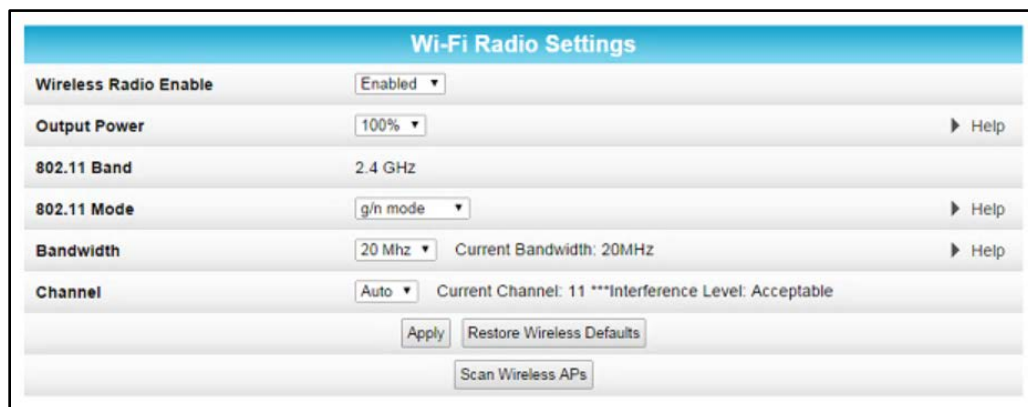 Wi-Fi Radio Settings
Wireless Radio Enable Enabled
Output Power 100% Help
802.11 Band 2.4 GHz
802.11 Mode g/n mode Help
Bandwidth 20 Mhz Current Bandwidth: 20MHz Help
Channel Auto Current Channel: 11 ***Interference Level: Acceptable
Apply Restore Wireless Defaults
Scan Wireless APs